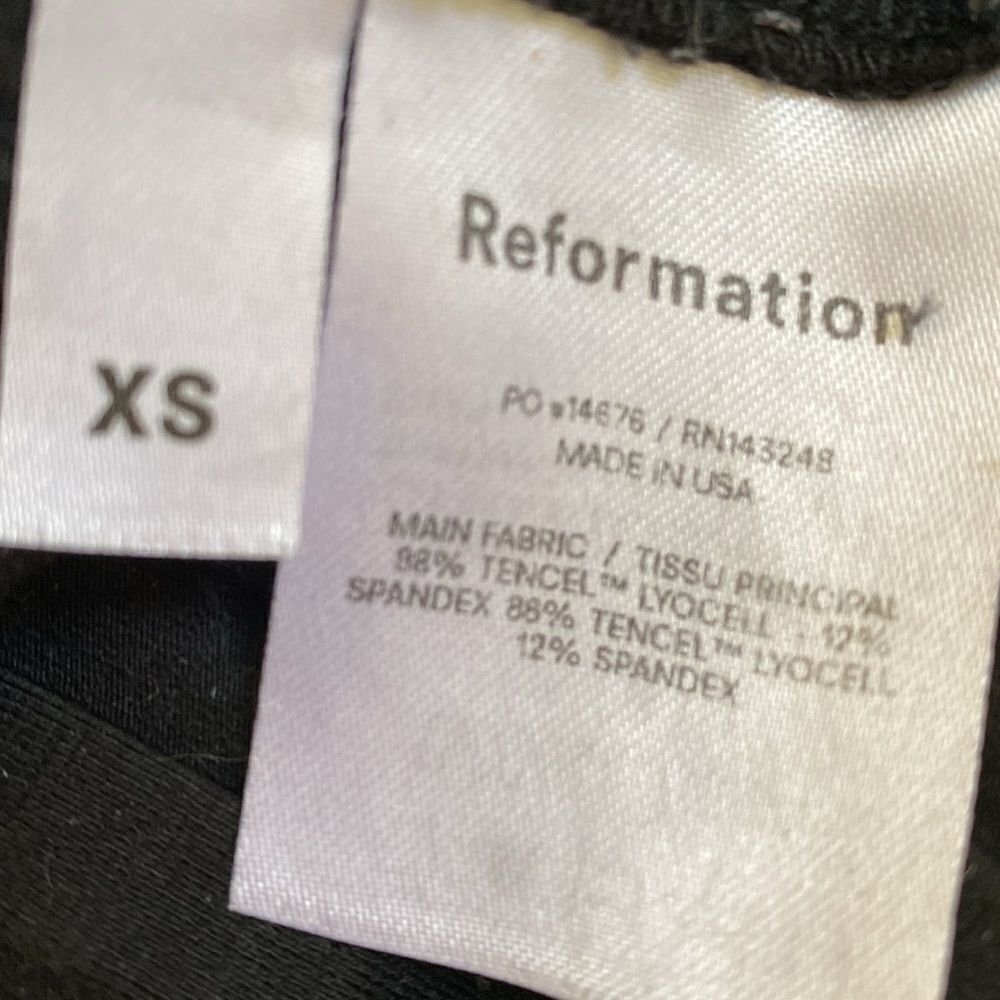 XS
Reformation
PO #14676 / RN143248
MADE IN USA
MAIN FABRIC / TISSU PRINCIPAL
88% TENCEL™ LYOCELL - 12%
SPANDEX 88% TENCEL™ LYOCELL
12% SPANDEX